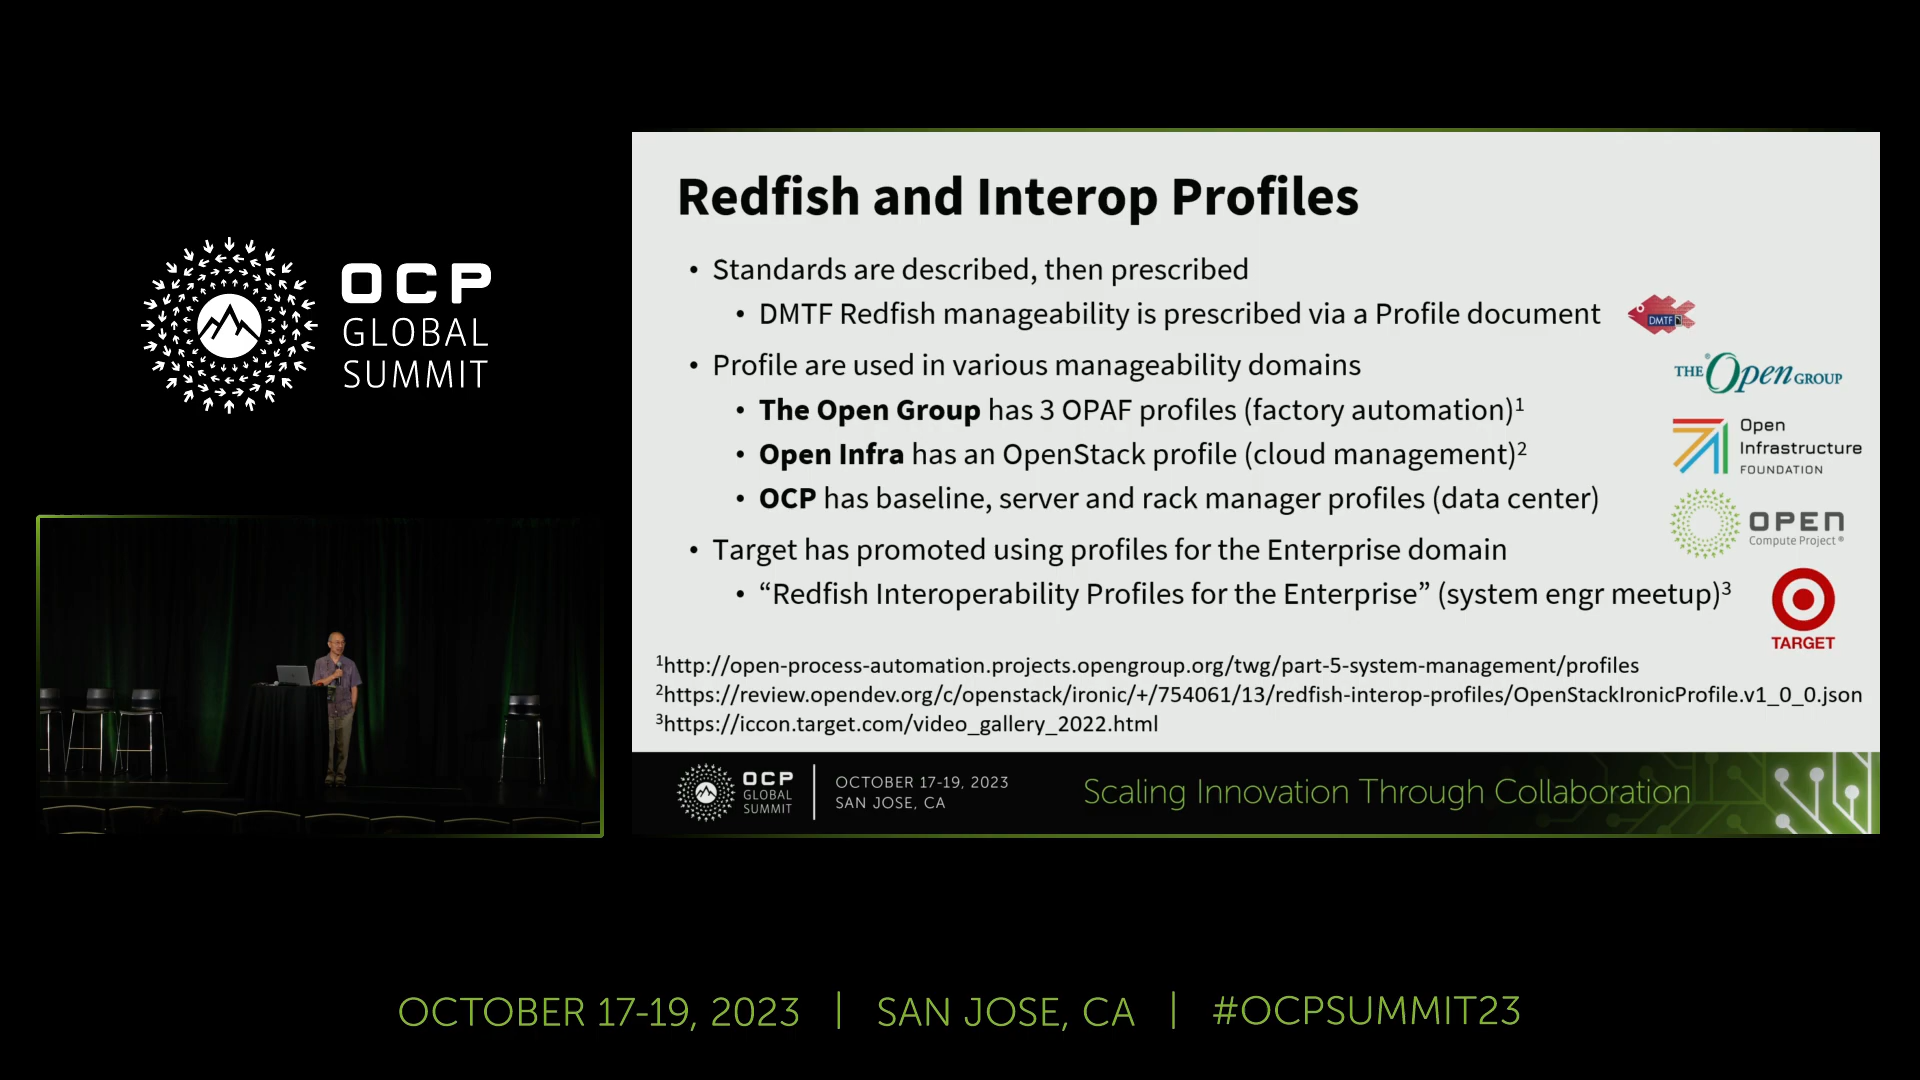 OCP
GLOBAL
SUMMIT
Redfish and Interop Profiles
• Standards are described, then prescribed
• DMTF Redfish manageability is prescribed via a Profile document
DMTF
• Profile are used in various manageability domains
THE Open GROUP
• The Open Group has 3 OPAF profiles (factory automation)1
• Open Infra has an OpenStack profile (cloud management)2
Open
Infrastructure
FOUNDATION
• OCP has baseline, server and rack manager profiles (data center)
OPEN
Compute Project®
• Target has promoted using profiles for the Enterprise domain
• “Redfish Interoperability Profiles for the Enterprise” (system engr meetup)3
TARGET
1http://open-process-automation.projects.opengroup.org/twg/part-5-system-management/profiles
2https://review.opendev.org/c/openstack/ironic/+/754061/13/redfish-interop-profiles/OpenStackIronicProfile.v1_0_0.json
3https://iccon.target.com/video_gallery_2022.html
OCP
GLOBAL
SUMMIT
OCTOBER 17-19, 2023
SAN JOSE, CA
Scaling Innovation Through Collaboration
OCTOBER 17-19, 2023 | SAN JOSE, CA | #OCPSUMMIT23